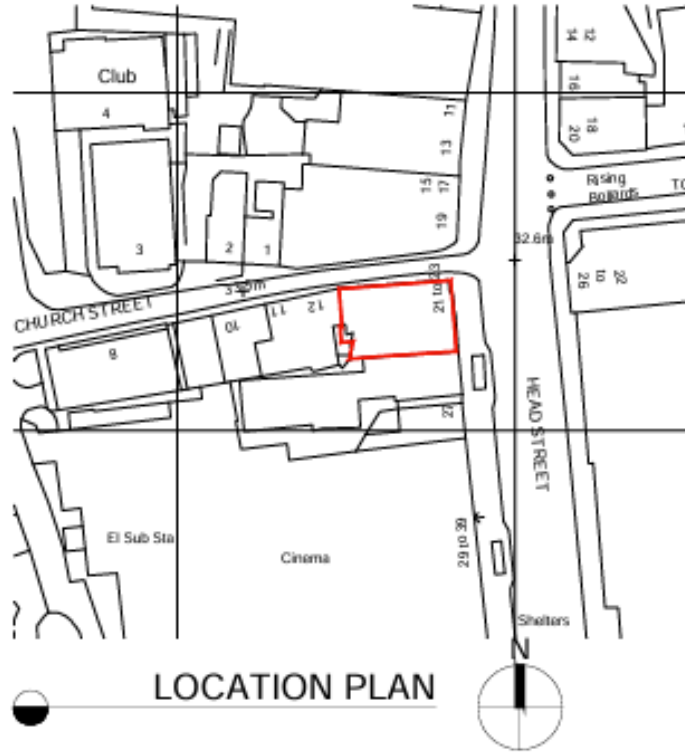 12
14
Club
16
4
11
18
20
13
Rising
Bollards
TO
15
17
19
3
2
1
32.6m
22
to
26
21 to 23
CHURCH STREET
12
11
10
8
27
HEAD STREET
29 to 39
El Sub Sta
Cinema
Shelters
N
LOCATION PLAN